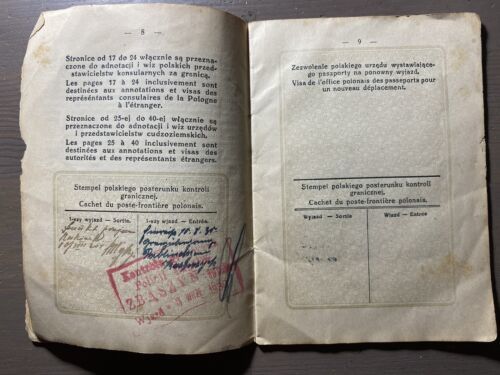 — 8 —
Stronice od 17 do 24 włącznie są przezna-
czone do adnotacji i wiz polskich przed-
stawicielstw konsularnych za granicą.
Les pages 17 à 24 inclusivement sont
destinées aux annotations et visas des
représéntants consulaires de la Pologne
à l'étranger.
Stronice od 25-ej do 40-ej włącznie są
przeznaczone do adnotacji i wiz urzędów
i przedstawicielstw cudzoziemskich.
Les pages 25 à 40 inclusivement sont
destinées aux annotations et visas des
autorités et des représentants étrangers.
Stempel polskiego posterunku kontroli
granicznej.
Cachet du poste-frontière polonais.
I-szy wyjazd — Sortie.
I-szy wjazd — Entrée.
ZBASZYŃ
Wyjazd
— 9 —
Zezwolenie polskiego urzędu wystawiające-
go paszporty na ponowny wyjazd.
Visa de l'office polonais des passeports pour
un nouveau déplacement.
Stempel polskiego posterunku kontroli
granicznej.
Cachet du poste-frontière polonais.
Wyjazd — Sortie
Wjazd — Entrée